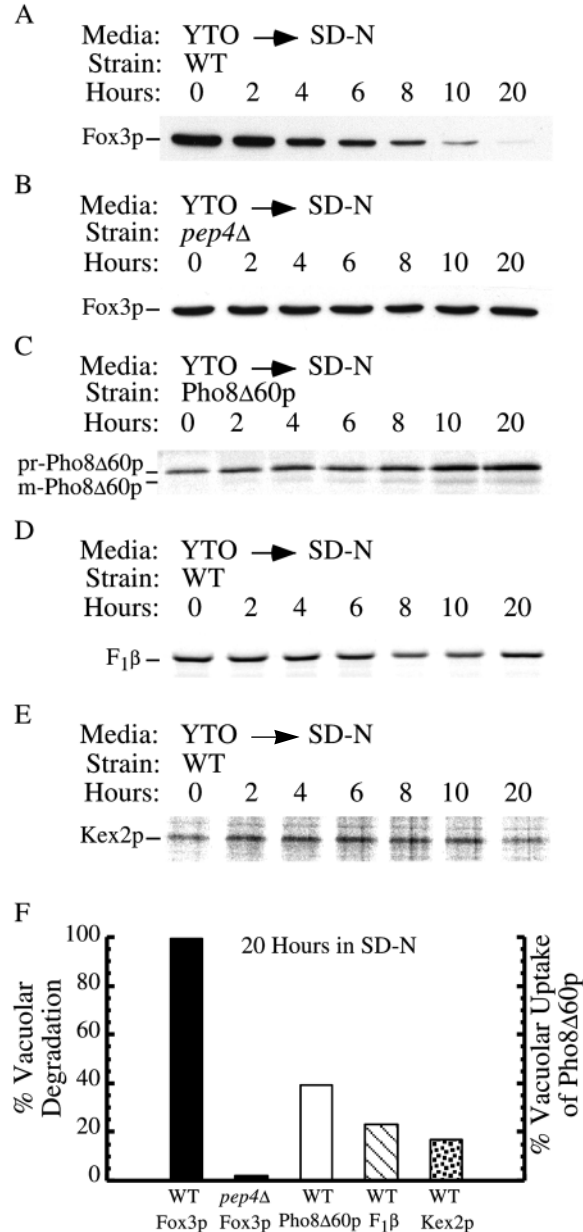 A
Media: YTO → SD-N
Strain: WT
Hours: 0 2 4 6 8 10 20
Fox3p
B
Media: YTO → SD-N
Strain: pep4Δ
Hours: 0 2 4 6 8 10 20
Fox3p
C
Media: YTO → SD-N
Strain: Pho8Δ60p
Hours: 0 2 4 6 8 10 20
pr-Pho8Δ60p
m-Pho8Δ60p
D
Media: YTO → SD-N
Strain: WT
Hours: 0 2 4 6 8 10 20
F1β
E
Media: YTO → SD-N
Strain: WT
Hours: 0 2 4 6 8 10 20
Kex2p
F
20 Hours in SD-N
100
80
60
40
20
0
% Vacuolar
Degradation
% Vacuolar Uptake
of Pho8Δ60p
WT pep4Δ WT WT WT
Fox3p Fox3p Pho8Δ60p F1β Kex2p